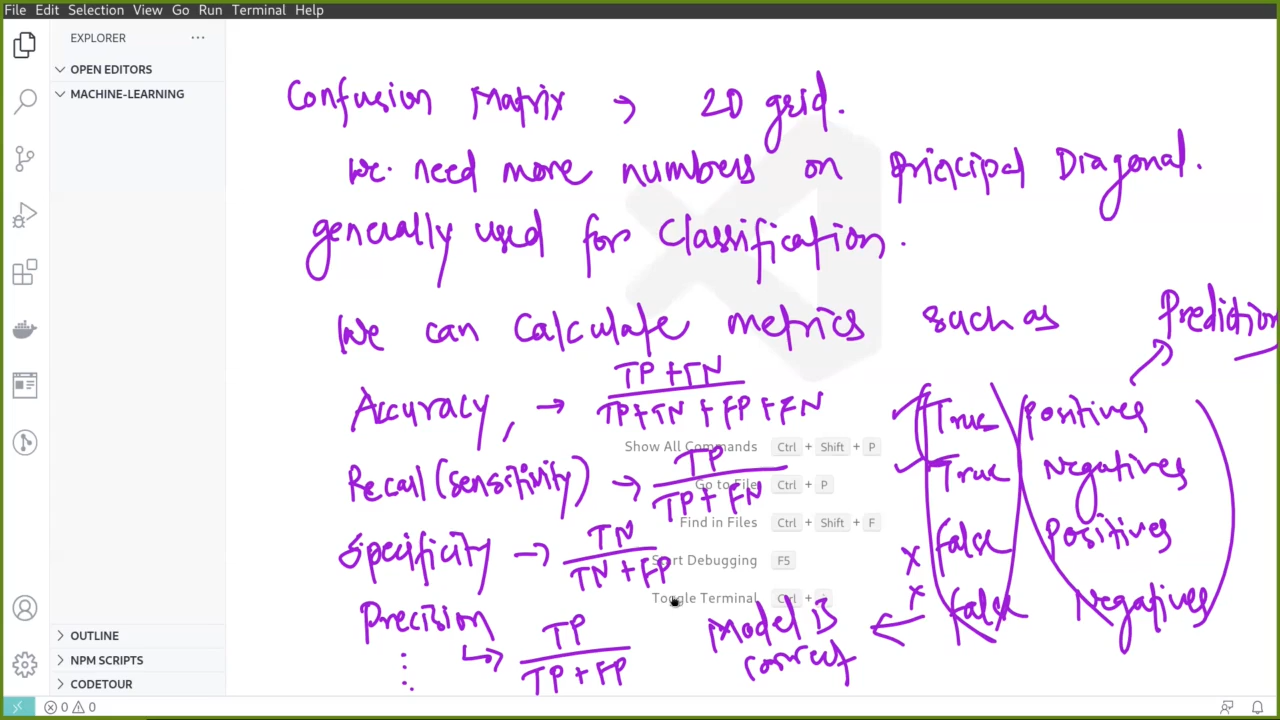 File Edit Selection View Go Run Terminal Help
EXPLORER ...
OPEN EDITORS
MACHINE-LEARNING
Confusion Matrix → 2D grid.
We need more numbers on Principal Diagonal.
generally used for Classification.
We can Calculate metrics such as
Prediction
Accuracy, → TP + TN / TP + TN + FP + FN
True Positives
Show All Commands Ctrl + Shift + P
Recall (sensitivity) → TP / TP + FN
True Negatives
Go to File Ctrl + P
Find in Files Ctrl + Shift + F
Specificity → TN / TN + FP
x False Positives
Start Debugging F5
Toggle Terminal Ctrl +
x False Negatives
Precision → TP / TP + FP
Model is correct ←
OUTLINE
NPM SCRIPTS
CODETOUR
0 0